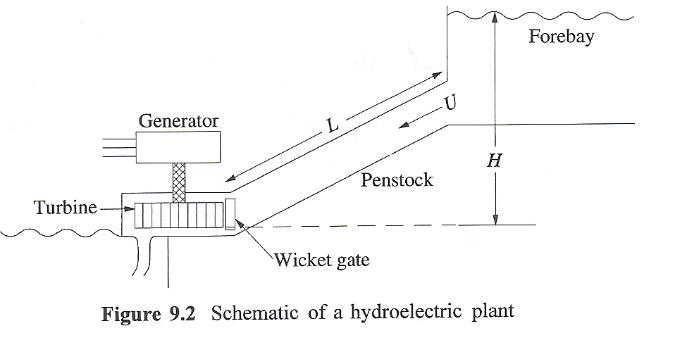 Forebay
Generator
L
U
H
Penstock
Turbine
Wicket gate
Figure 9.2 Schematic of a hydroelectric plant